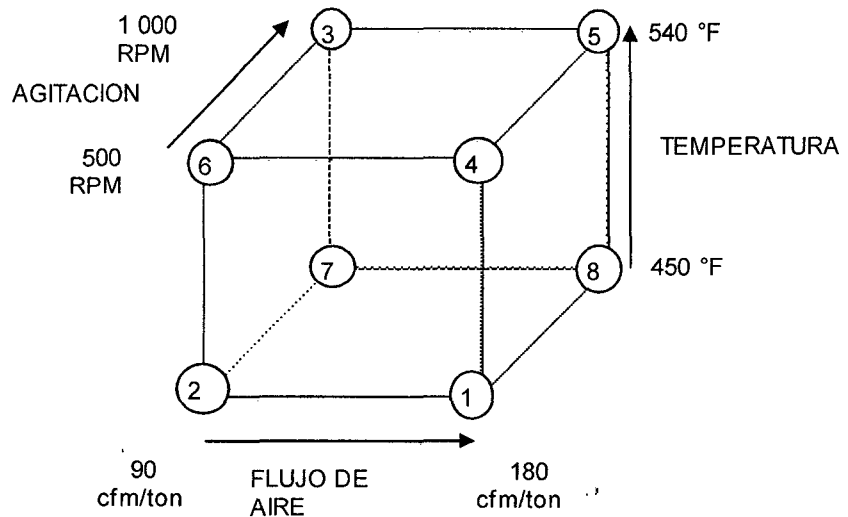 1 000
RPM
3
5
540 °F
AGITACION
500
RPM
6
4
TEMPERATURA
7
8
450 °F
2
1
90
cfm/ton
FLUJO DE
AIRE
180
cfm/ton